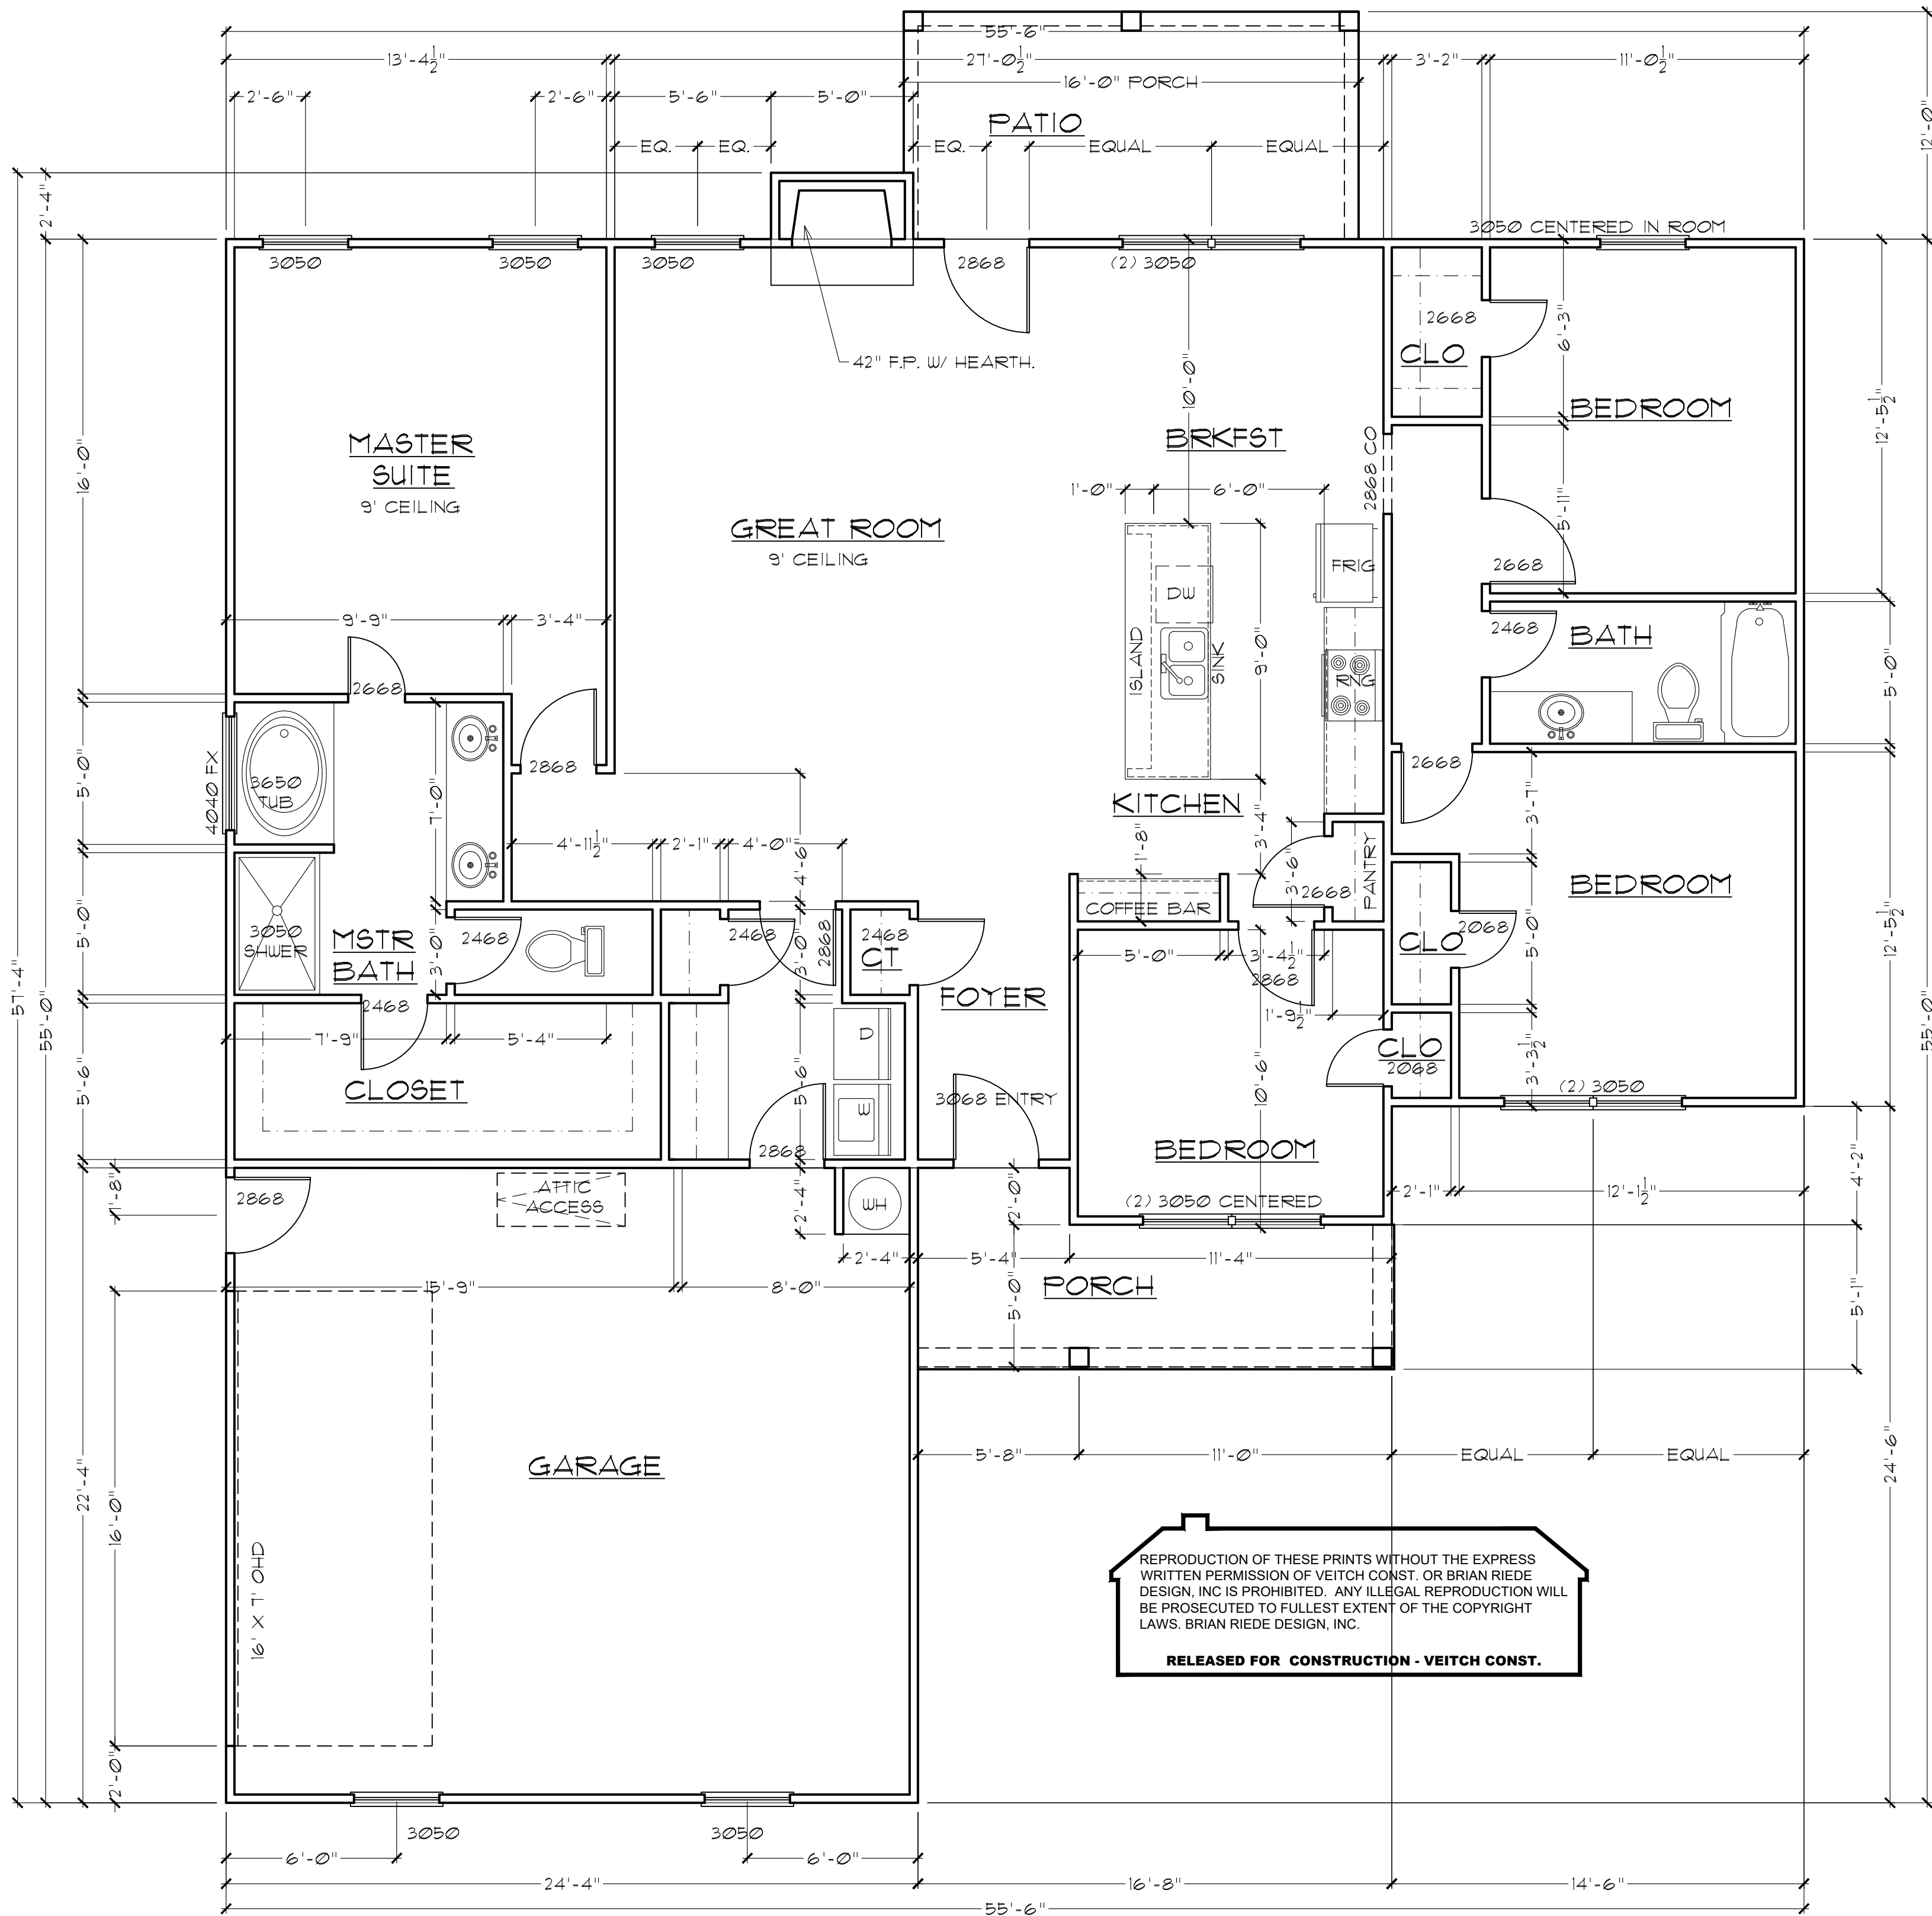 55'-6"
13'-4 1/2"
27'-0 1/2"
3'-2"
11'-0 1/2"
16'-0" PORCH
2'-6"
2'-6"
5'-6"
5'-0"
12'-0"
PATIO
EQ.
EQ.
EQ.
EQUAL
EQUAL
2'-4"
3050 CENTERED IN ROOM
3050
3050
3050
2868
(2) 3050
2668
CLO
6'-3"
42" F.P. W/ HEARTH.
10'-0"
BEDROOM
12'-5 1/2"
MASTER
SUITE
9' CEILING
16'-0"
BRKFST
2868 CO
1'-0"
6'-0"
GREAT ROOM
9' CEILING
5'-11"
FRIG
2668
DW
9'-9"
3'-4"
ISLAND
SINK
9'-0"
RNG
2468
BATH
5'-0"
2668
2868
4040 FX
5'-0"
3650
TUB
7'-0"
2668
KITCHEN
3'-7"
4'-11 1/2"
2'-1"
4'-0"
4'-6"
1'-8"
3'-4"
3'-6"
PANTRY
2668
COFFEE BAR
BEDROOM
12'-5 1/2"
5'-0"
3050
SHWER
MSTR
BATH
3'-0"
2468
2468
3'-0"
2868
2468
CT
CLO
2068
5'-0"
5'-0"
3'-4 1/2"
2868
FOYER
2468
1'-9 1/2"
7'-9"
5'-4"
D
CLO
2068
3'-3 1/2"
5'-6"
CLOSET
5'-6"
W
3068 ENTRY
10'-6"
(2) 3050
2868
BEDROOM
57'-4"
55'-0"
55'-0"
1'-8"
2868
ATTIC
ACCESS
2'-4"
WH
2'-0"
(2) 3050 CENTERED
2'-1"
12'-1 1/2"
4'-2"
2'-4"
5'-4"
11'-4"
15'-9"
8'-0"
5'-0"
PORCH
5'-1"
GARAGE
5'-8"
11'-0"
EQUAL
EQUAL
24'-6"
22'-4"
16'-0"
16' X 7' OHD
REPRODUCTION OF THESE PRINTS WITHOUT THE EXPRESS
WRITTEN PERMISSION OF VEITCH CONST. OR BRIAN RIEDE
DESIGN, INC IS PROHIBITED. ANY ILLEGAL REPRODUCTION WILL
BE PROSECUTED TO FULLEST EXTENT OF THE COPYRIGHT
LAWS. BRIAN RIEDE DESIGN, INC.
RELEASED FOR CONSTRUCTION - VEITCH CONST.
2'-0"
3050
3050
6'-0"
6'-0"
24'-4"
16'-8"
14'-6"
55'-6"